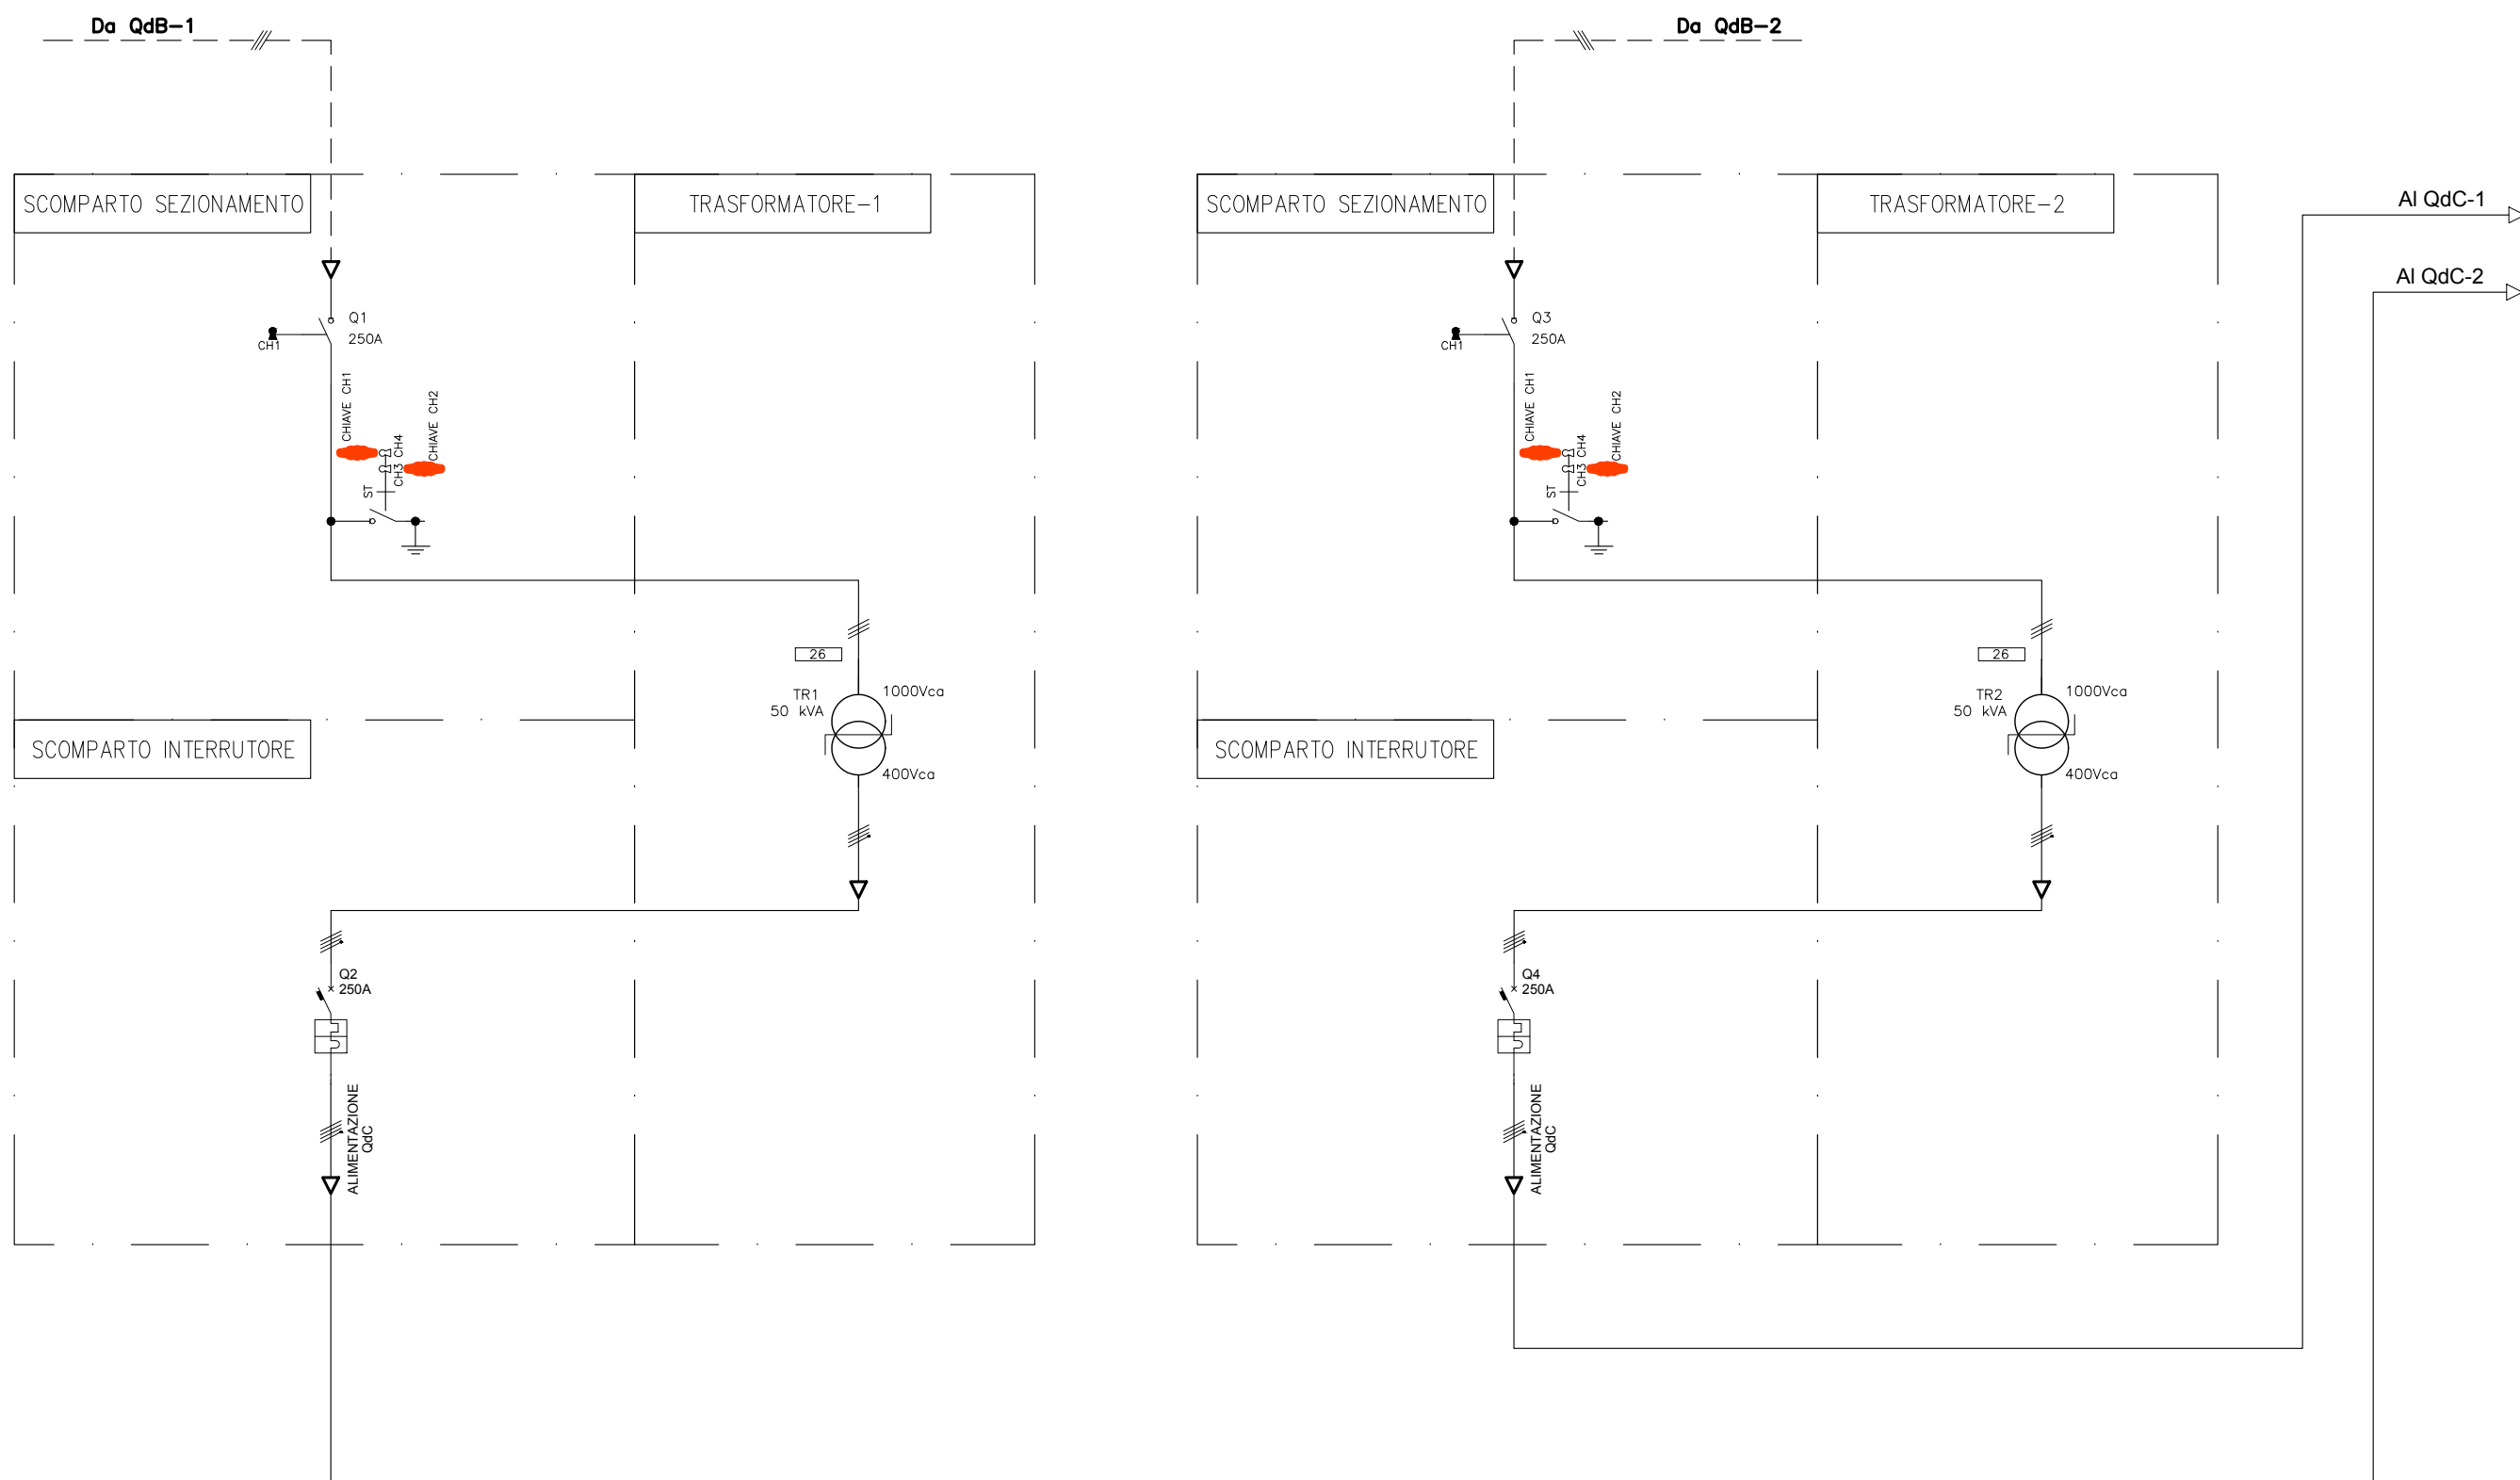 Da QdB-1
Da QdB-2
SCOMPARTO SEZIONAMENTO
TRASFORMATORE-1
SCOMPARTO SEZIONAMENTO
TRASFORMATORE-2
Al QdC-1
Al QdC-2
Q1
250A
CH1
CHIAVE CH1
CH3 CH4
CHIAVE CH2
ST
Q3
250A
CH1
CHIAVE CH1
CH3 CH4
CHIAVE CH2
ST
26
TR1
50 kVA
1000Vca
400Vca
26
TR2
50 kVA
1000Vca
400Vca
SCOMPARTO INTERRUTORE
SCOMPARTO INTERRUTORE
Q2
250A
ALIMENTAZIONE
QdC
Q4
250A
ALIMENTAZIONE
QdC